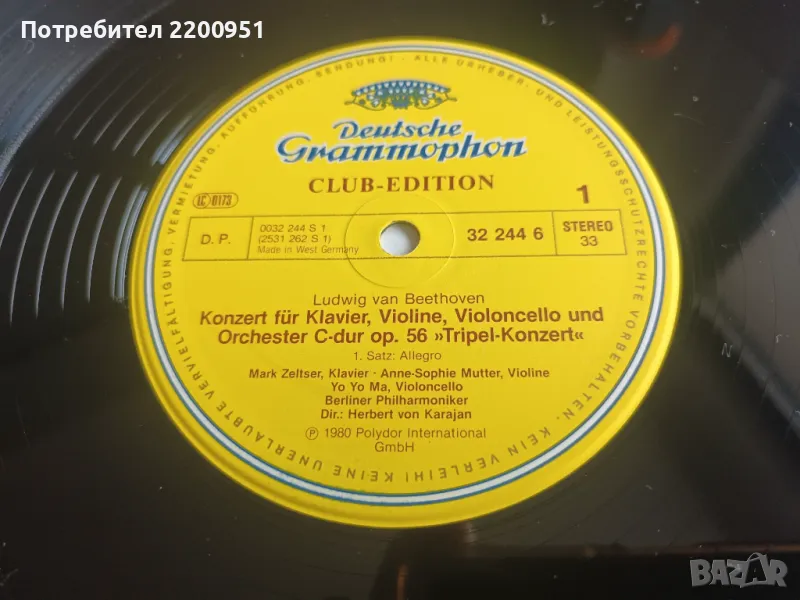 Потребител 2200951
Deutsche
Grammophon
CLUB-EDITION
1
LC 0173
D. P.
0032 244 S 1
(2531 262 S 1)
Made in West Germany
32 244 6
STEREO
33
Ludwig van Beethoven
Konzert für Klavier, Violine, Violoncello und
Orchester C-dur op. 56 »Tripel-Konzert«
1. Satz: Allegro
Mark Zeltser, Klavier · Anne-Sophie Mutter, Violine
Yo Yo Ma, Violoncello
Berliner Philharmoniker
Dir.: Herbert von Karajan
℗ 1980 Polydor International
GmbH
ALLE URHEBER- UND LEISTUNGSSCHUTZRECHTE VORBEHALTEN. KEIN VERLEIH! KEINE UNERLAUBTE VERVIELFÄLTIGUNG, VERMIETUNG, AUFFÜHRUNG, SENDUNG!
BAZAR